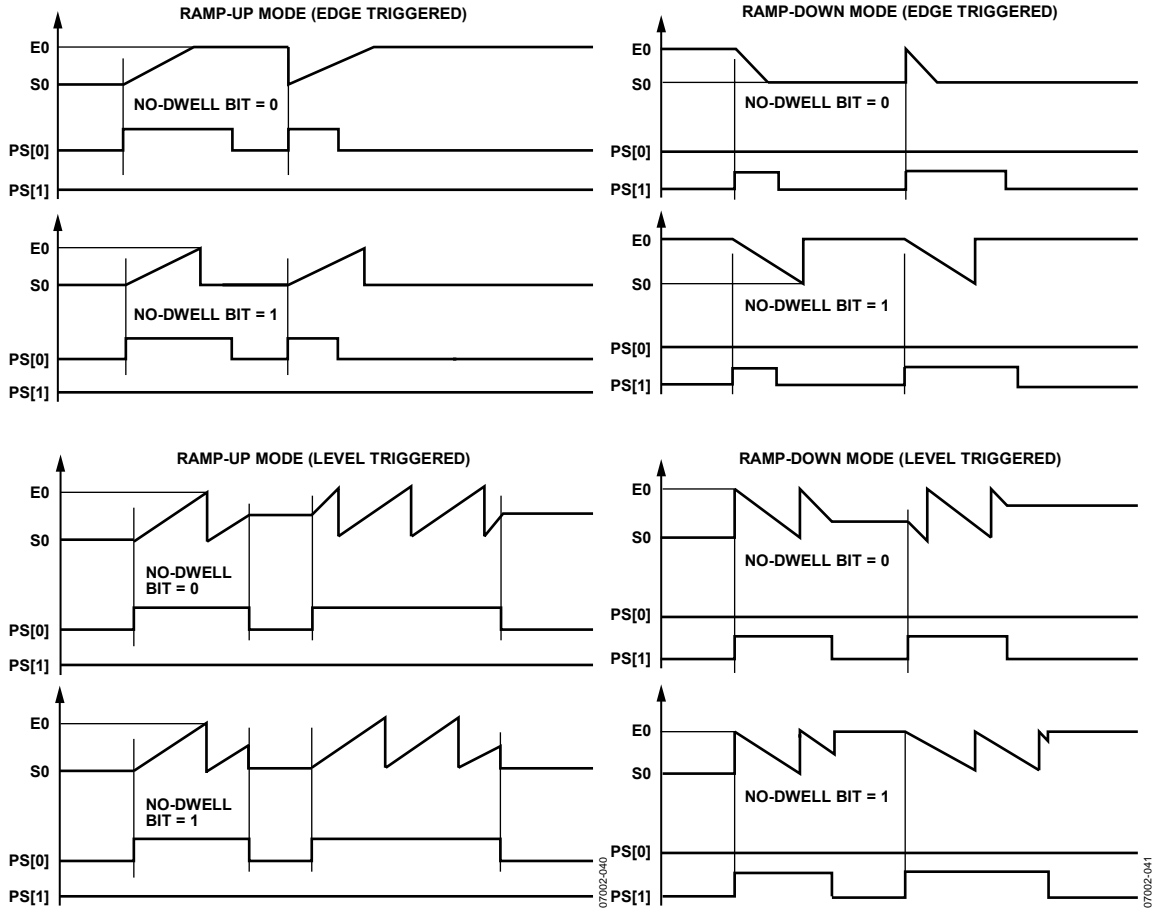 RAMP-UP MODE (EDGE TRIGGERED)
E0
S0
NO-DWELL BIT = 0
PS[0]
PS[1]
E0
S0
NO-DWELL BIT = 1
PS[0]
PS[1]
RAMP-DOWN MODE (EDGE TRIGGERED)
E0
S0
NO-DWELL BIT = 0
PS[0]
PS[1]
E0
S0
NO-DWELL BIT = 1
PS[0]
PS[1]
RAMP-UP MODE (LEVEL TRIGGERED)
E0
S0
NO-DWELL
BIT = 0
PS[0]
PS[1]
E0
S0
NO-DWELL
BIT = 1
PS[0]
PS[1]
07002-040
RAMP-DOWN MODE (LEVEL TRIGGERED)
E0
S0
NO-DWELL BIT = 0
PS[0]
PS[1]
E0
S0
NO-DWELL BIT = 1
PS[0]
PS[1]
07002-041